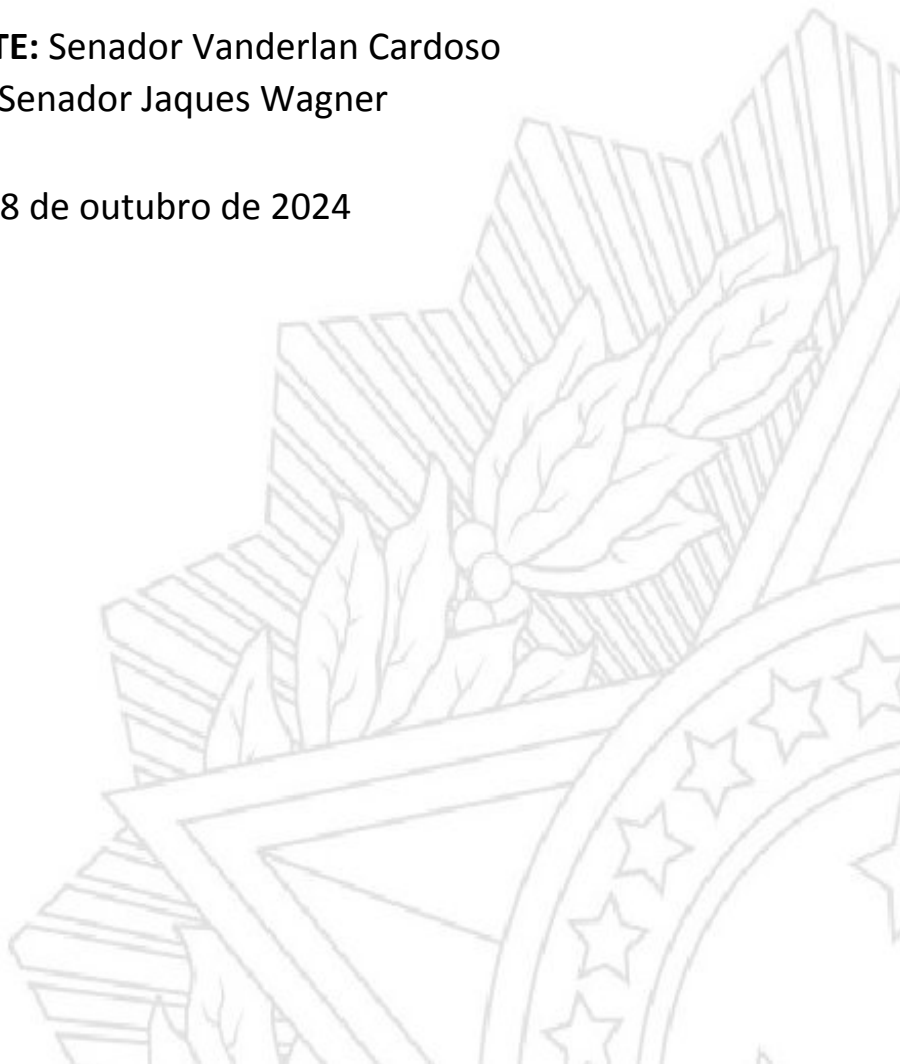 TE: Senador Vanderlan Cardoso
Senador Jaques Wagner
8 de outubro de 2024